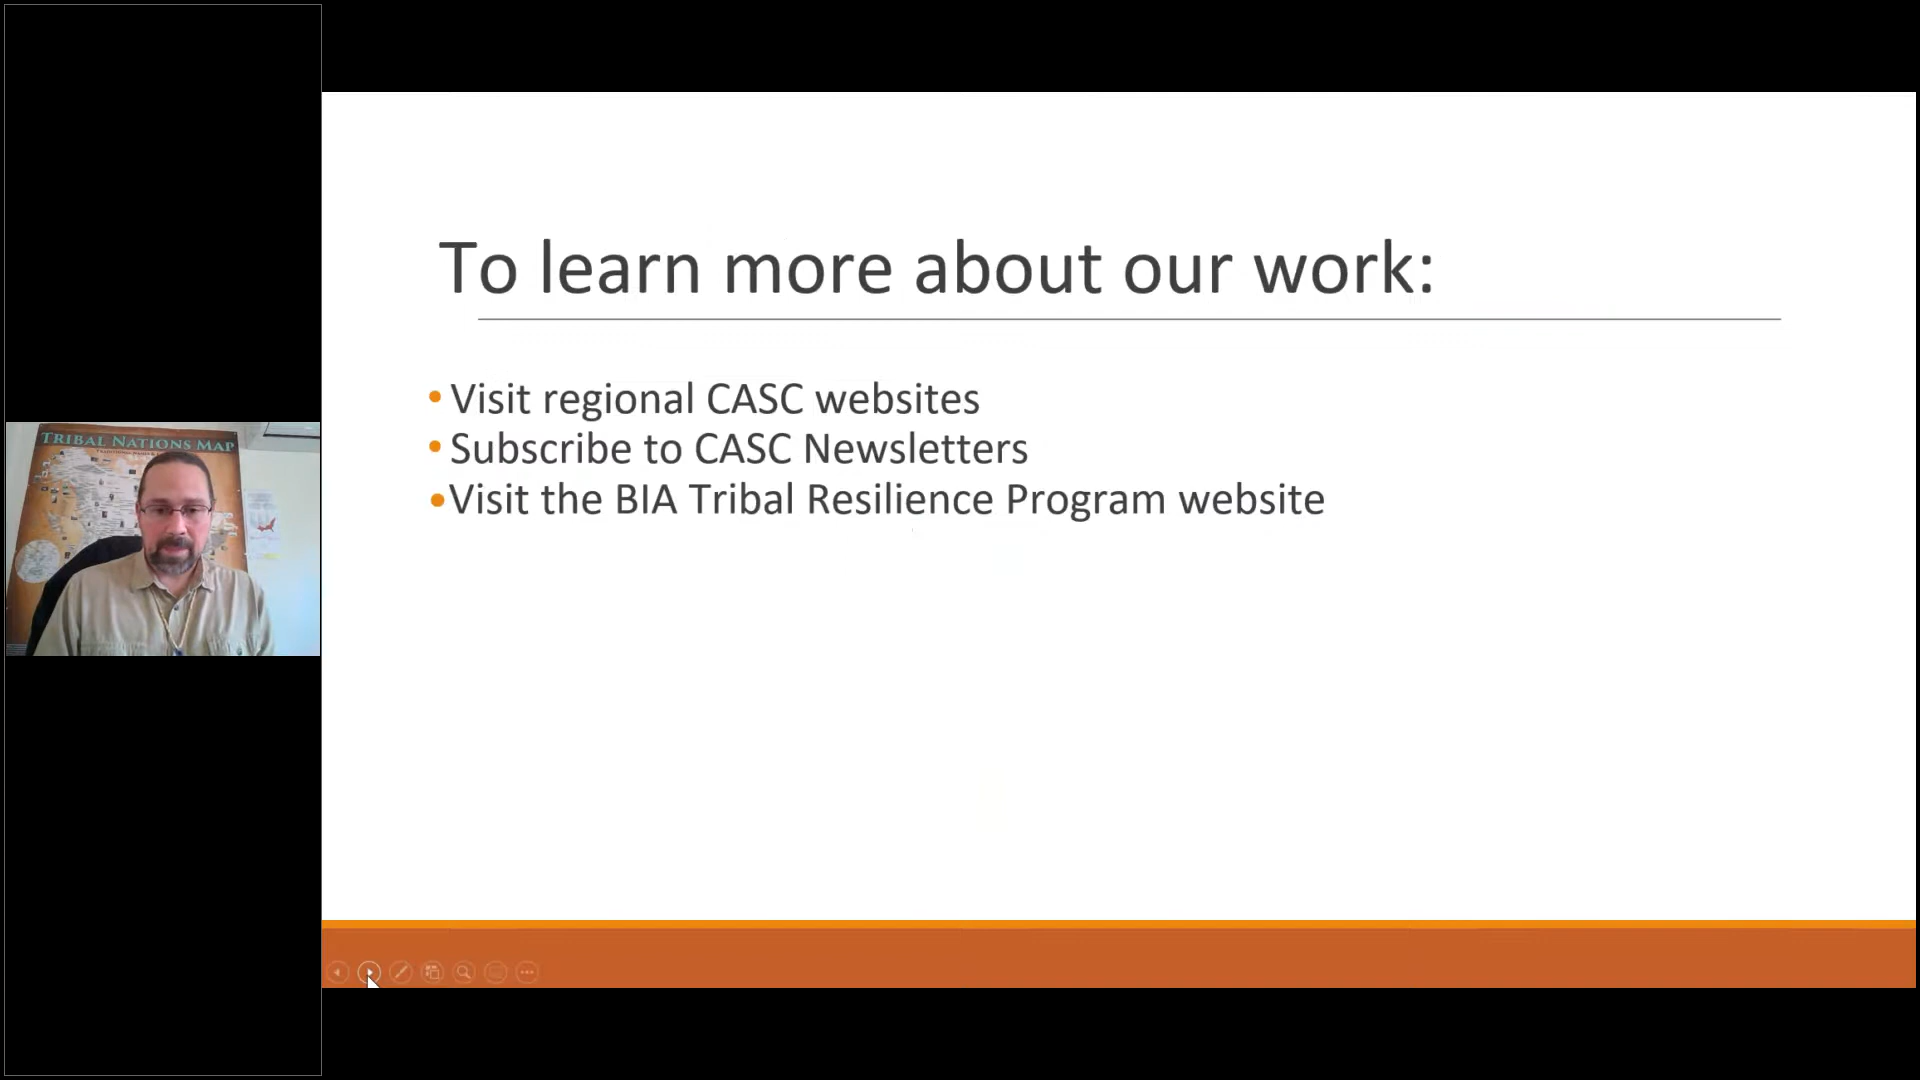 TRIBAL NATIONS MAP
To learn more about our work:
• Visit regional CASC websites
• Subscribe to CASC Newsletters
• Visit the BIA Tribal Resilience Program website